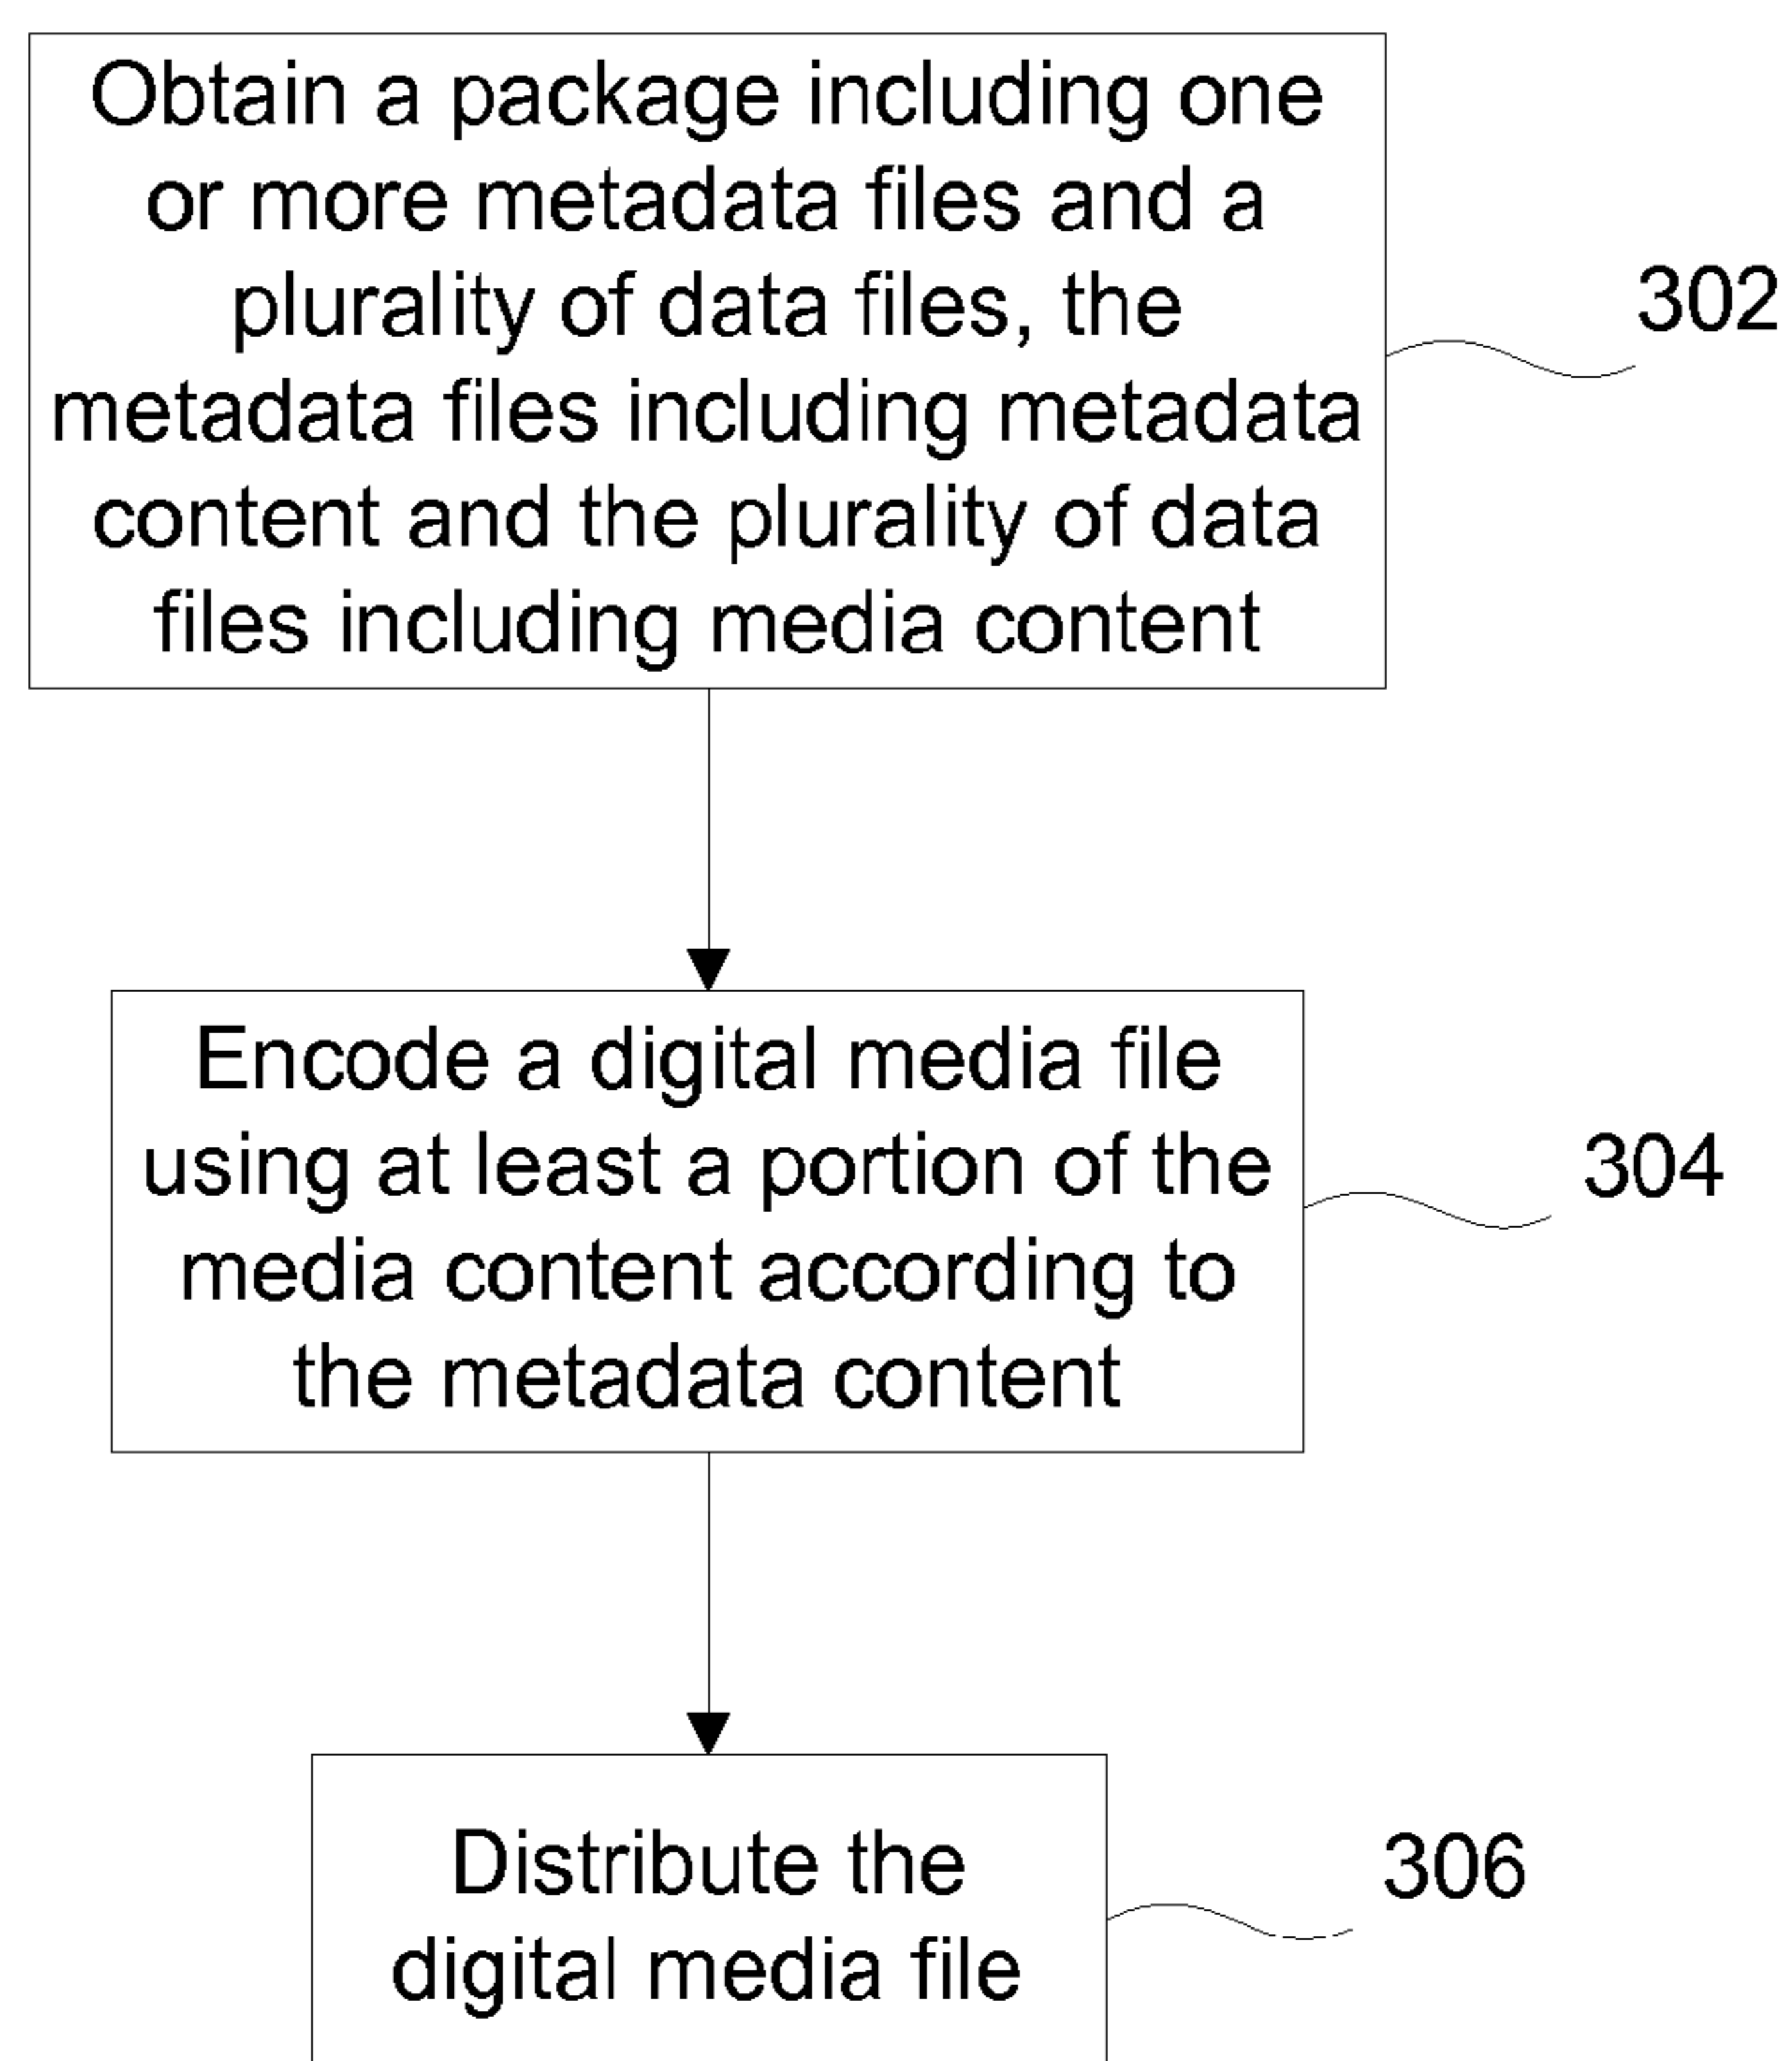 Obtain a package including one
or more metadata files and a
plurality of data files, the
metadata files including metadata
content and the plurality of data
files including media content
302
Encode a digital media file
using at least a portion of the
media content according to
the metadata content
304
Distribute the
digital media file
306